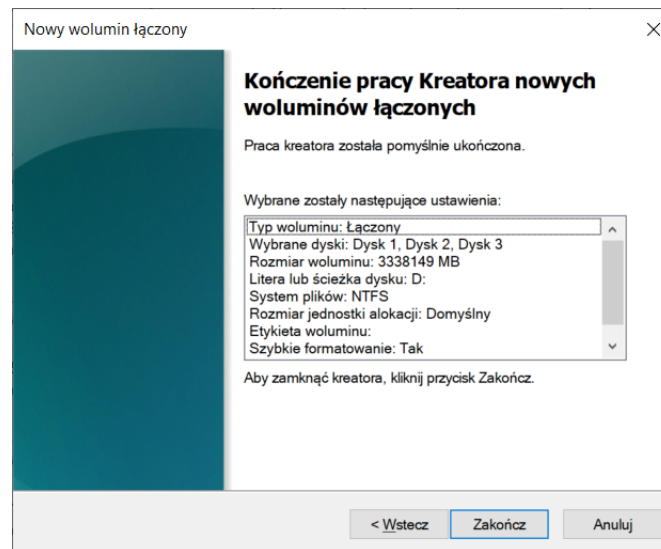 Nowy wolumin łączony
Kończenie pracy Kreatora nowych
woluminów łączonych
Praca kreatora została pomyślnie ukończona.
Wybrane zostały następujące ustawienia:
Typ woluminu: Łączony
Wybrane dyski: Dysk 1, Dysk 2, Dysk 3
Rozmiar woluminu: 3338149 MB
Litera lub ścieżka dysku: D:
System plików: NTFS
Rozmiar jednostki alokacji: Domyślny
Etykieta woluminu:
Szybkie formatowanie: Tak
Aby zamknąć kreatora, kliknij przycisk Zakończ.
< Wstecz
Zakończ
Anuluj